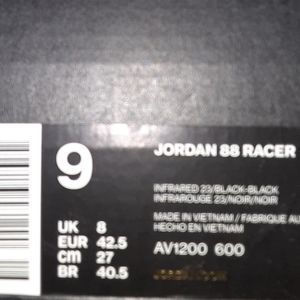 9
JORDAN 88 RACER
INFRARED 23/BLACK-BLACK
INFRAROUGE 23/NOIR/NOIR
MADE IN VIETNAM / FABRIQUE AU
HECHO EN VIETNAM
UK 8
EUR 42.5
cm 27
BR 40.5
AV1200 600